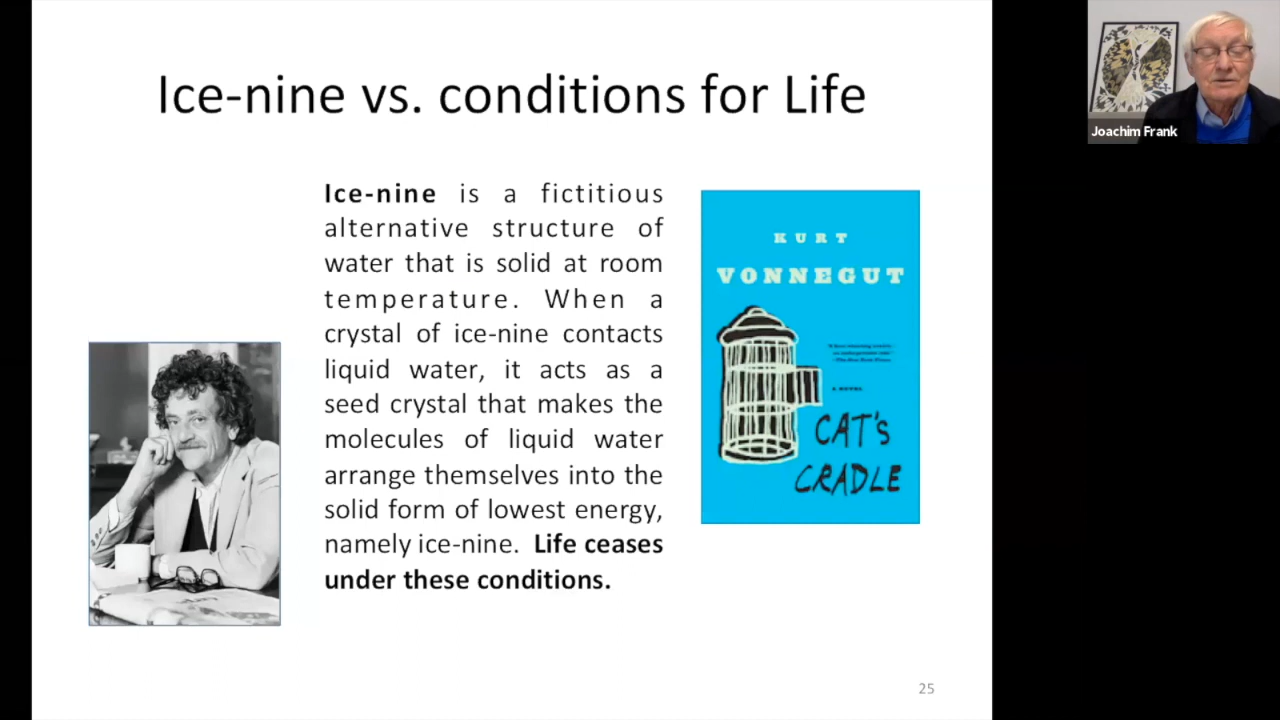 Ice-nine vs. conditions for Life
Joachim Frank
Ice-nine is a fictitious
alternative structure of
water that is solid at room
temperature. When a
crystal of ice-nine contacts
liquid water, it acts as a
seed crystal that makes the
molecules of liquid water
arrange themselves into the
solid form of lowest energy,
namely ice-nine. Life ceases
under these conditions.
KURT
VONNEGUT
A NOVEL
CAT'S
CRADLE
25